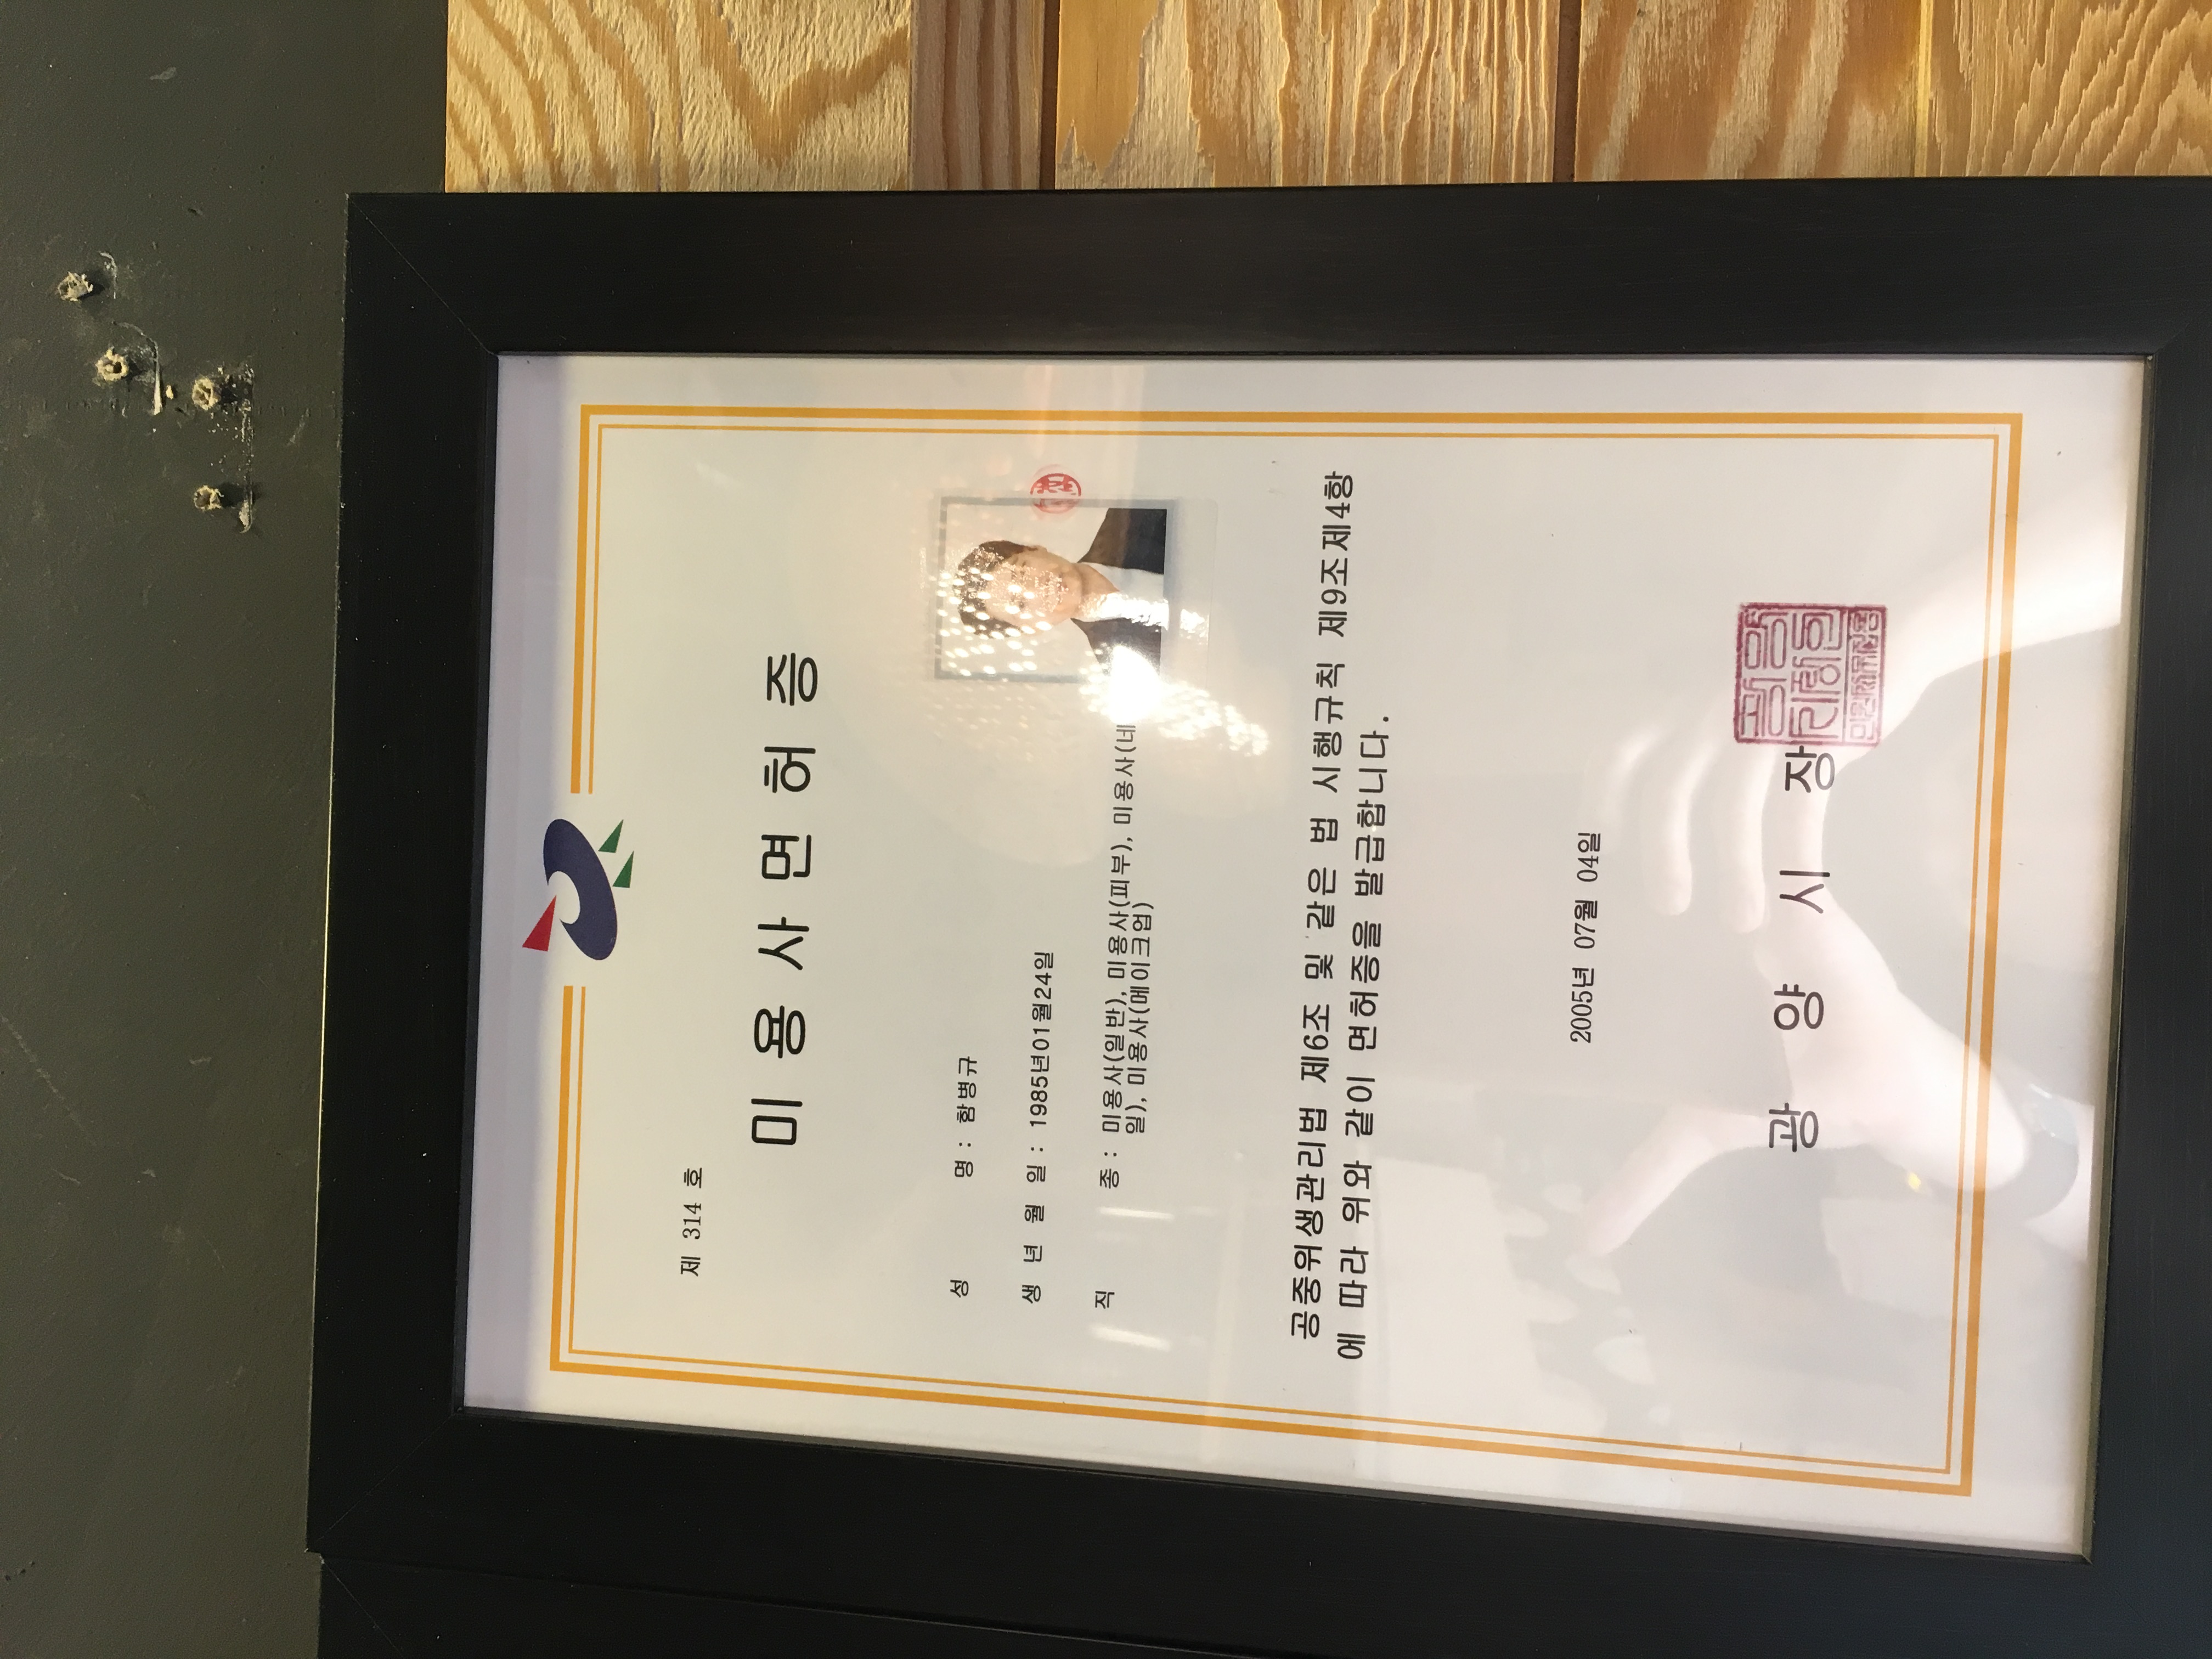 제 314 호
미 용 사 면 허 증
성 명 : 함병규
생 년 월 일 : 1985년01월24일
직 종 : 미용사(일반), 미용사(피부), 미용사(네
일), 미용사(메이크업)
공중위생관리법 제6조 및 같은 법 시행규칙 제9조제4항
에 따라 위와 같이 면허증을 발급합니다.
2005년 07월 04일
광 양 시 장